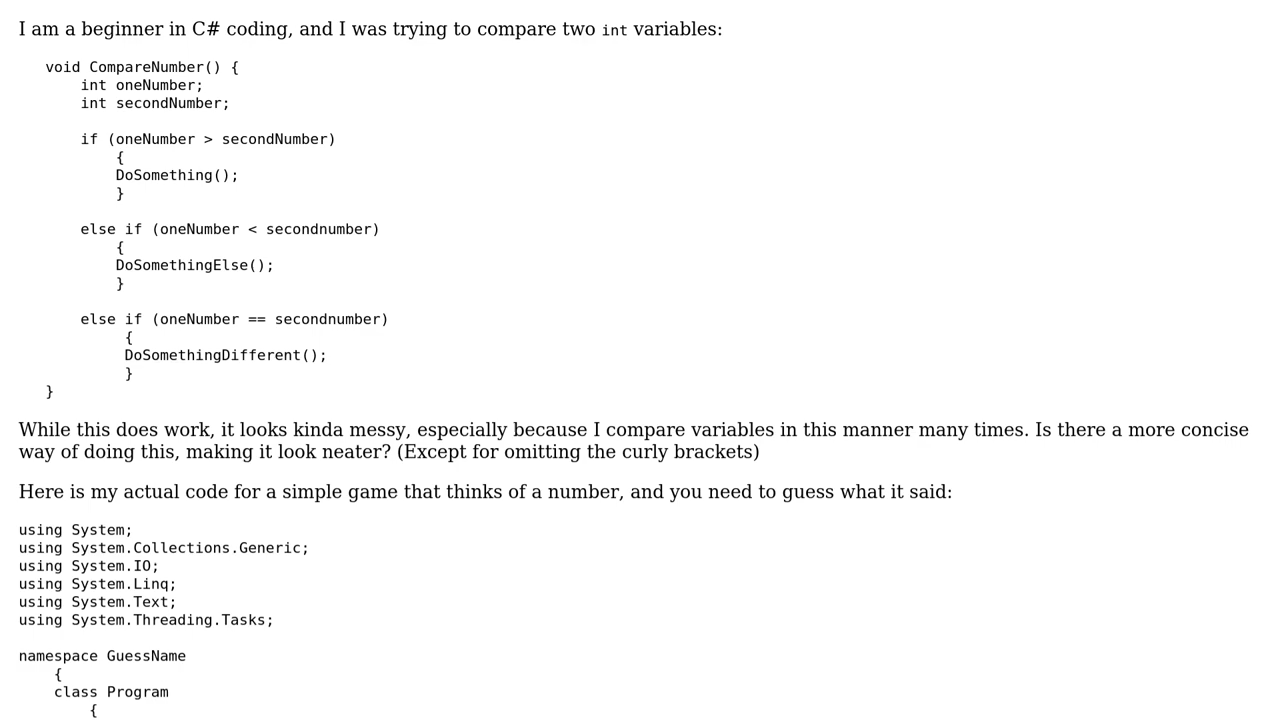 I am a beginner in C# coding, and I was trying to compare two int variables:
void CompareNumber() {
int oneNumber;
int secondNumber;
if (oneNumber > secondNumber)
{
DoSomething();
}
else if (oneNumber < secondnumber)
{
DoSomethingElse();
}
else if (oneNumber == secondnumber)
{
DoSomethingDifferent();
}
}
While this does work, it looks kinda messy, especially because I compare variables in this manner many times. Is there a more concise
way of doing this, making it look neater? (Except for omitting the curly brackets)
Here is my actual code for a simple game that thinks of a number, and you need to guess what it said:
using System;
using System.Collections.Generic;
using System.IO;
using System.Linq;
using System.Text;
using System.Threading.Tasks;
namespace GuessName
{
class Program
{